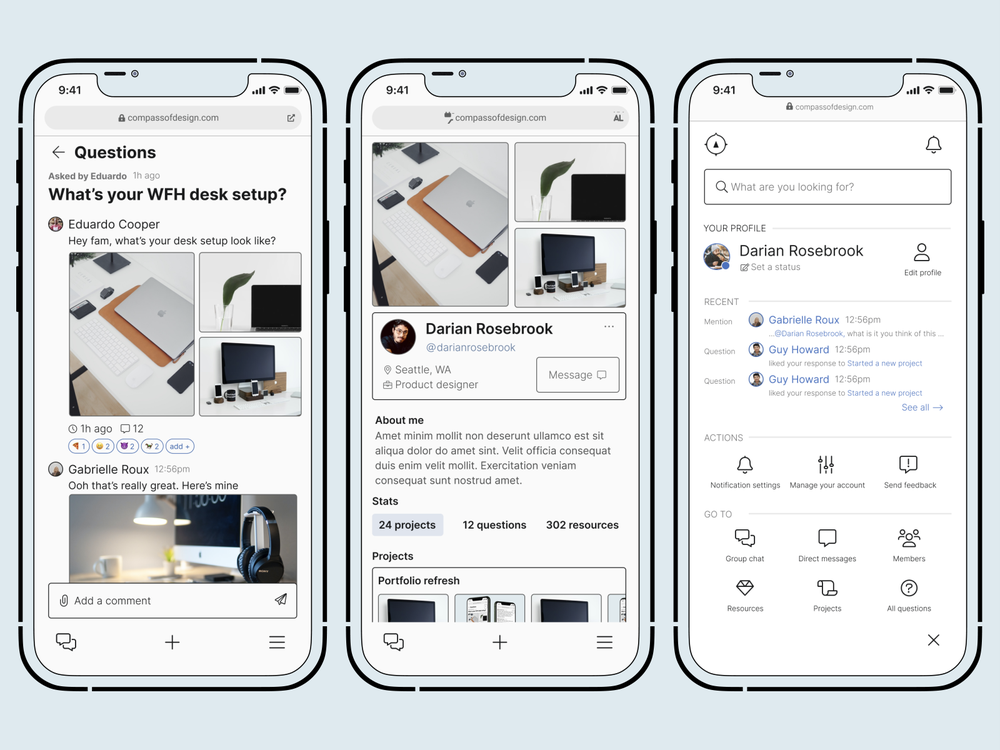 9:41
compassofdesign.com
Questions
Asked by Eduardo 1h ago
What's your WFH desk setup?
Eduardo Cooper
Hey fam, what's your desk setup look like?
1h ago 12
1 2 2 2 add +
Gabrielle Roux 12:56pm
Ooh that's really great. Here's mine
Add a comment
9:41
compassofdesign.com AL
Darian Rosebrook ...
@darianrosebrook
Seattle, WA
Product designer
Message
About me
Amet minim mollit non deserunt ullamco est sit
aliqua dolor do amet sint. Velit officia consequat
duis enim velit mollit. Exercitation veniam
consequat sunt nostrud amet.
Stats
24 projects 12 questions 302 resources
Projects
Portfolio refresh
9:41
compassofdesign.com
What are you looking for?
YOUR PROFILE
Darian Rosebrook
Set a status
Edit profile
RECENT
Mention Gabrielle Roux 12:56pm
...@Darian Rosebrook, what is it you think of this ...
Question Guy Howard 12:56pm
liked your response to Started a new project
Question Guy Howard 12:56pm
liked your response to Started a new project
See all →
ACTIONS
Notification settings Manage your account Send feedback
GO TO
Group chat Direct messages Members
Resources Projects All questions